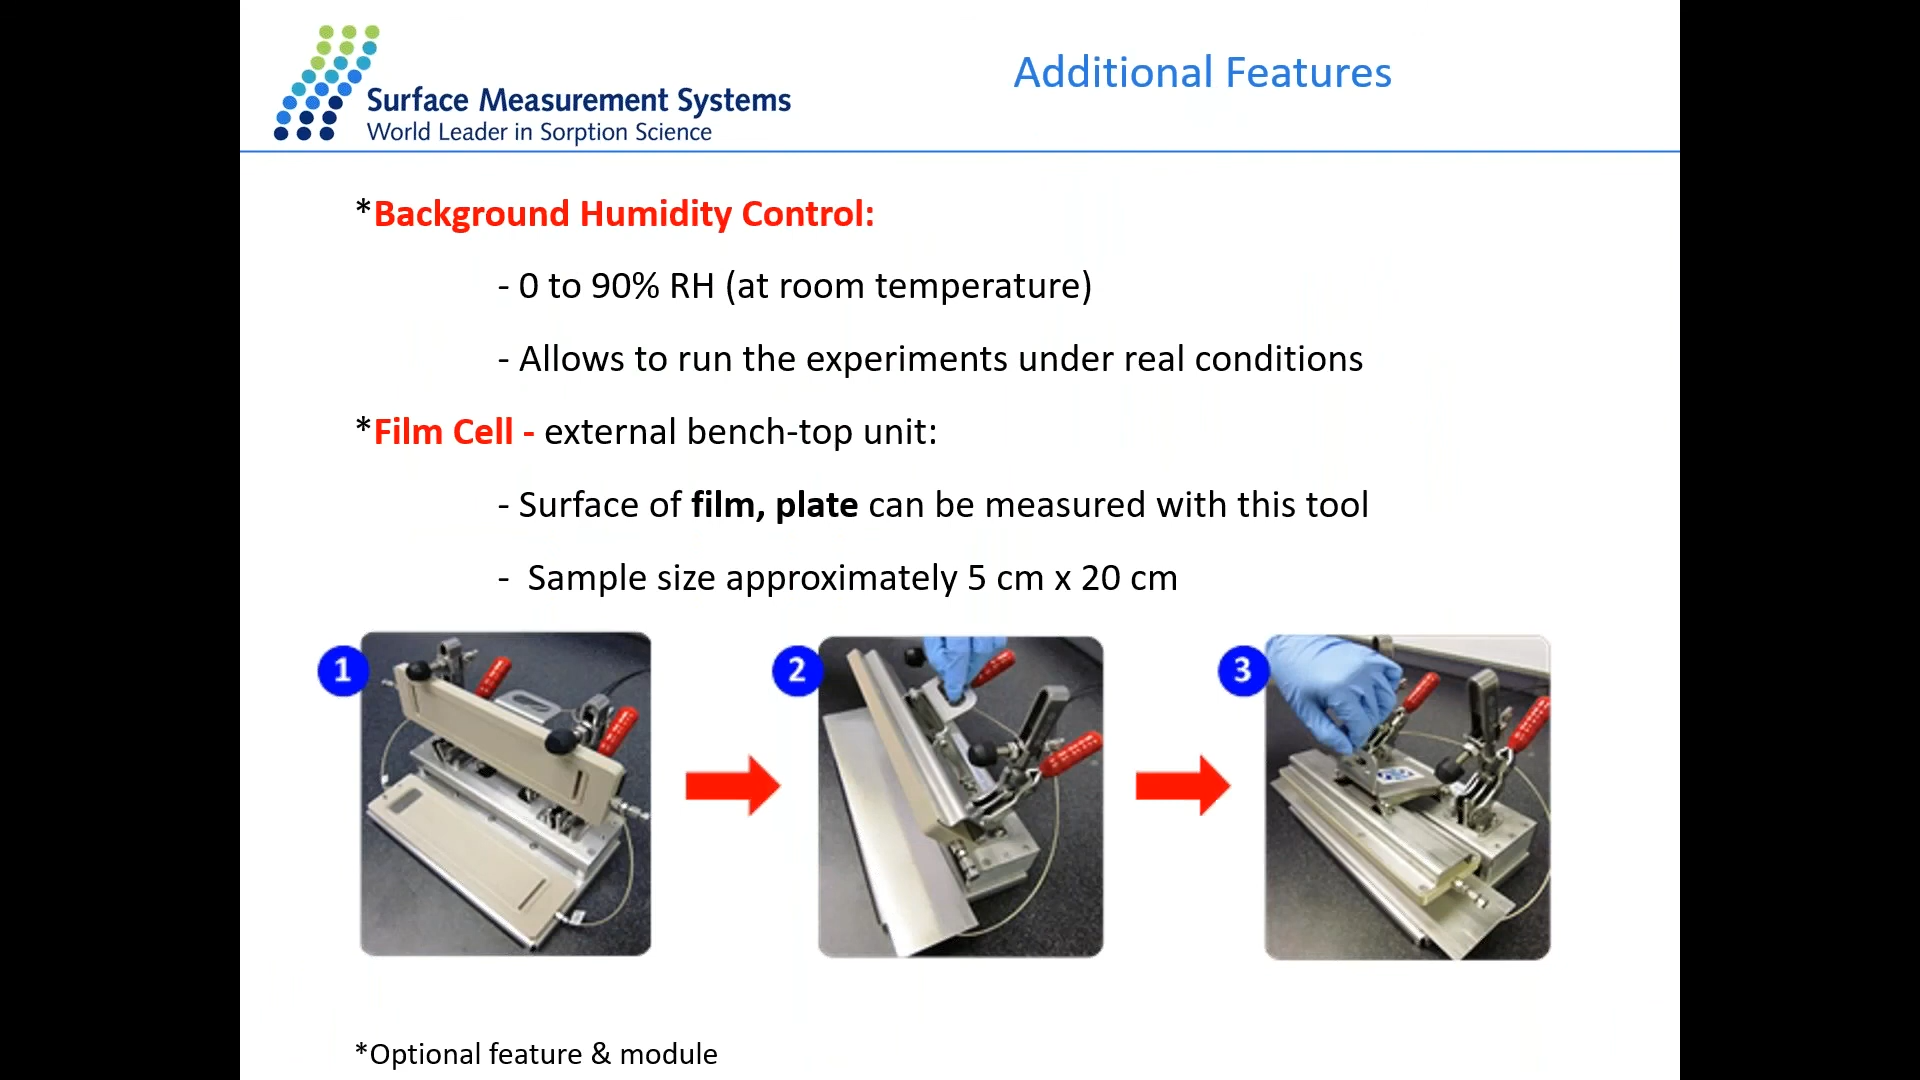 Surface Measurement Systems
World Leader in Sorption Science
Additional Features
*Background Humidity Control:
- 0 to 90% RH (at room temperature)
- Allows to run the experiments under real conditions
*Film Cell - external bench-top unit:
- Surface of film, plate can be measured with this tool
- Sample size approximately 5 cm x 20 cm
1
2
3
*Optional feature & module